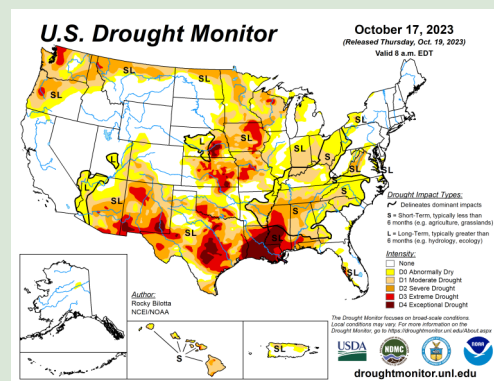 U.S. Drought Monitor
October 17, 2023
(Released Thursday, Oct. 19, 2023)
Valid 8 a.m. EDT
SL
SL
SL
SL
SL
SL
L
L
S
S
S
S
SL
S
SL
SL
SL
SL
SL
S
SL
Drought Impact Types:
Delineates dominant impacts
S = Short-Term, typically less than
6 months (e.g. agriculture, grasslands)
L = Long-Term, typically greater than
6 months (e.g. hydrology, ecology)
Intensity:
None
D0 Abnormally Dry
D1 Moderate Drought
D2 Severe Drought
D3 Extreme Drought
D4 Exceptional Drought
Author:
Rocky Bilotta
NCEI/NOAA
The Drought Monitor focuses on broad-scale conditions.
Local conditions may vary. For more information on the
Drought Monitor, go to https://droughtmonitor.unl.edu/About.aspx
USDA
NDMC
NOAA
droughtmonitor.unl.edu